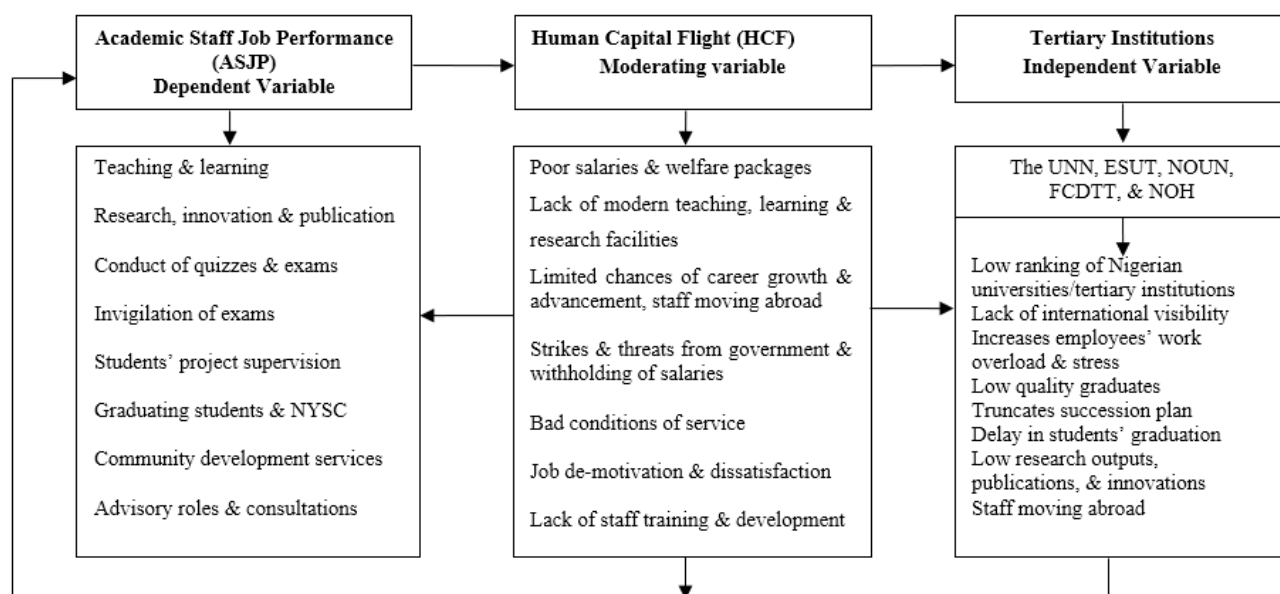 Academic Staff Job Performance
(ASJP)
Dependent Variable
Human Capital Flight (HCF)
Moderating variable
Tertiary Institutions
Independent Variable
Teaching & learning
Research, innovation & publication
Conduct of quizzes & exams
Invigilation of exams
Students’ project supervision
Graduating students & NYSC
Community development services
Advisory roles & consultations
Poor salaries & welfare packages
Lack of modern teaching, learning &
research facilities
Limited chances of career growth &
advancement, staff moving abroad
Strikes & threats from government &
withholding of salaries
Bad conditions of service
Job de-motivation & dissatisfaction
Lack of staff training & development
The UNN, ESUT, NOUN,
FCDTT, & NOH
Low ranking of Nigerian
universities/tertiary institutions
Lack of international visibility
Increases employees’ work
overload & stress
Low quality graduates
Truncates succession plan
Delay in students’ graduation
Low research outputs,
publications, & innovations
Staff moving abroad